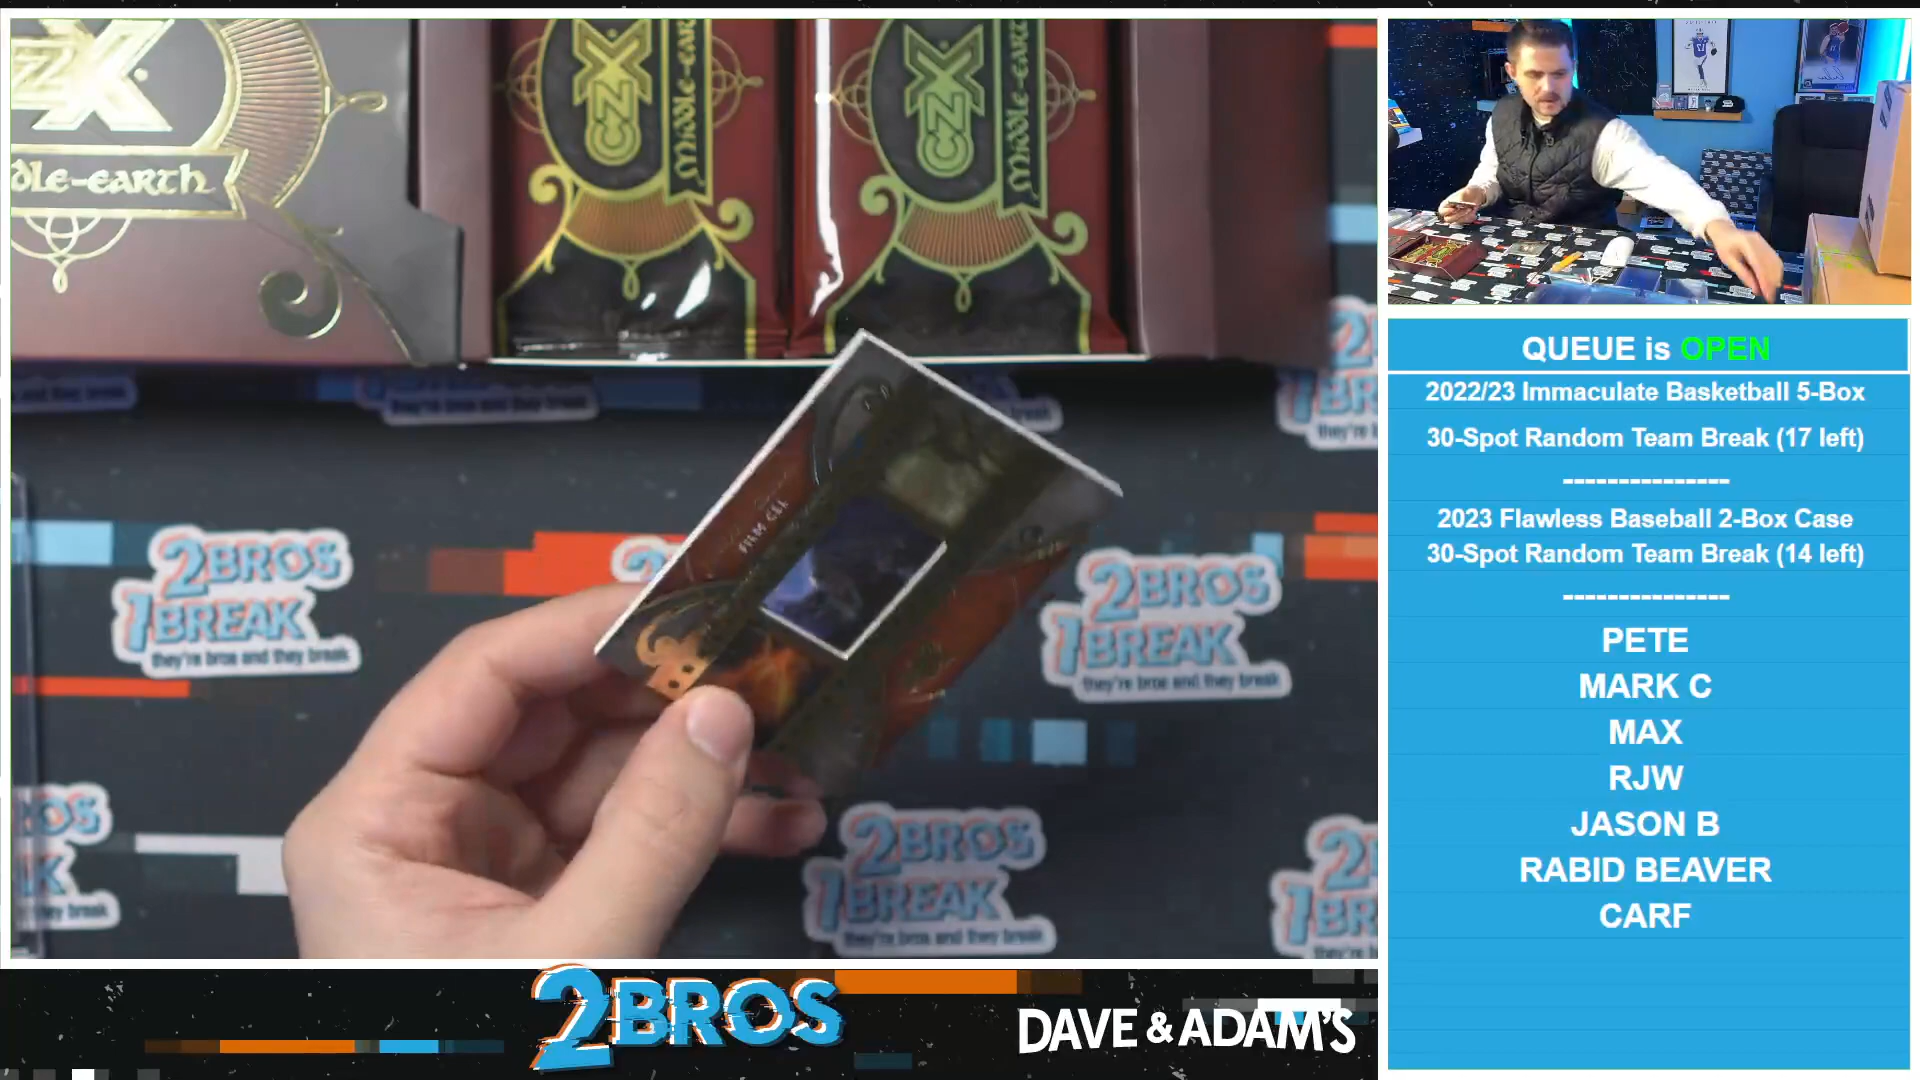 CZX
Middle-earth
CZX
Middle-earth
zX
dle-earth
FILM CEL
2BROS
1BREAK
they're bros and they break
2BROS
1BREAK
they're bros and they break
2BROS
1BREAK
they're bros and they break
QUEUE is OPEN
2022/23 Immaculate Basketball 5-Box
30-Spot Random Team Break (17 left)
---------------
2023 Flawless Baseball 2-Box Case
30-Spot Random Team Break (14 left)
---------------
PETE
MARK C
MAX
RJW
JASON B
RABID BEAVER
CARF
2BROS
DAVE & ADAM'S